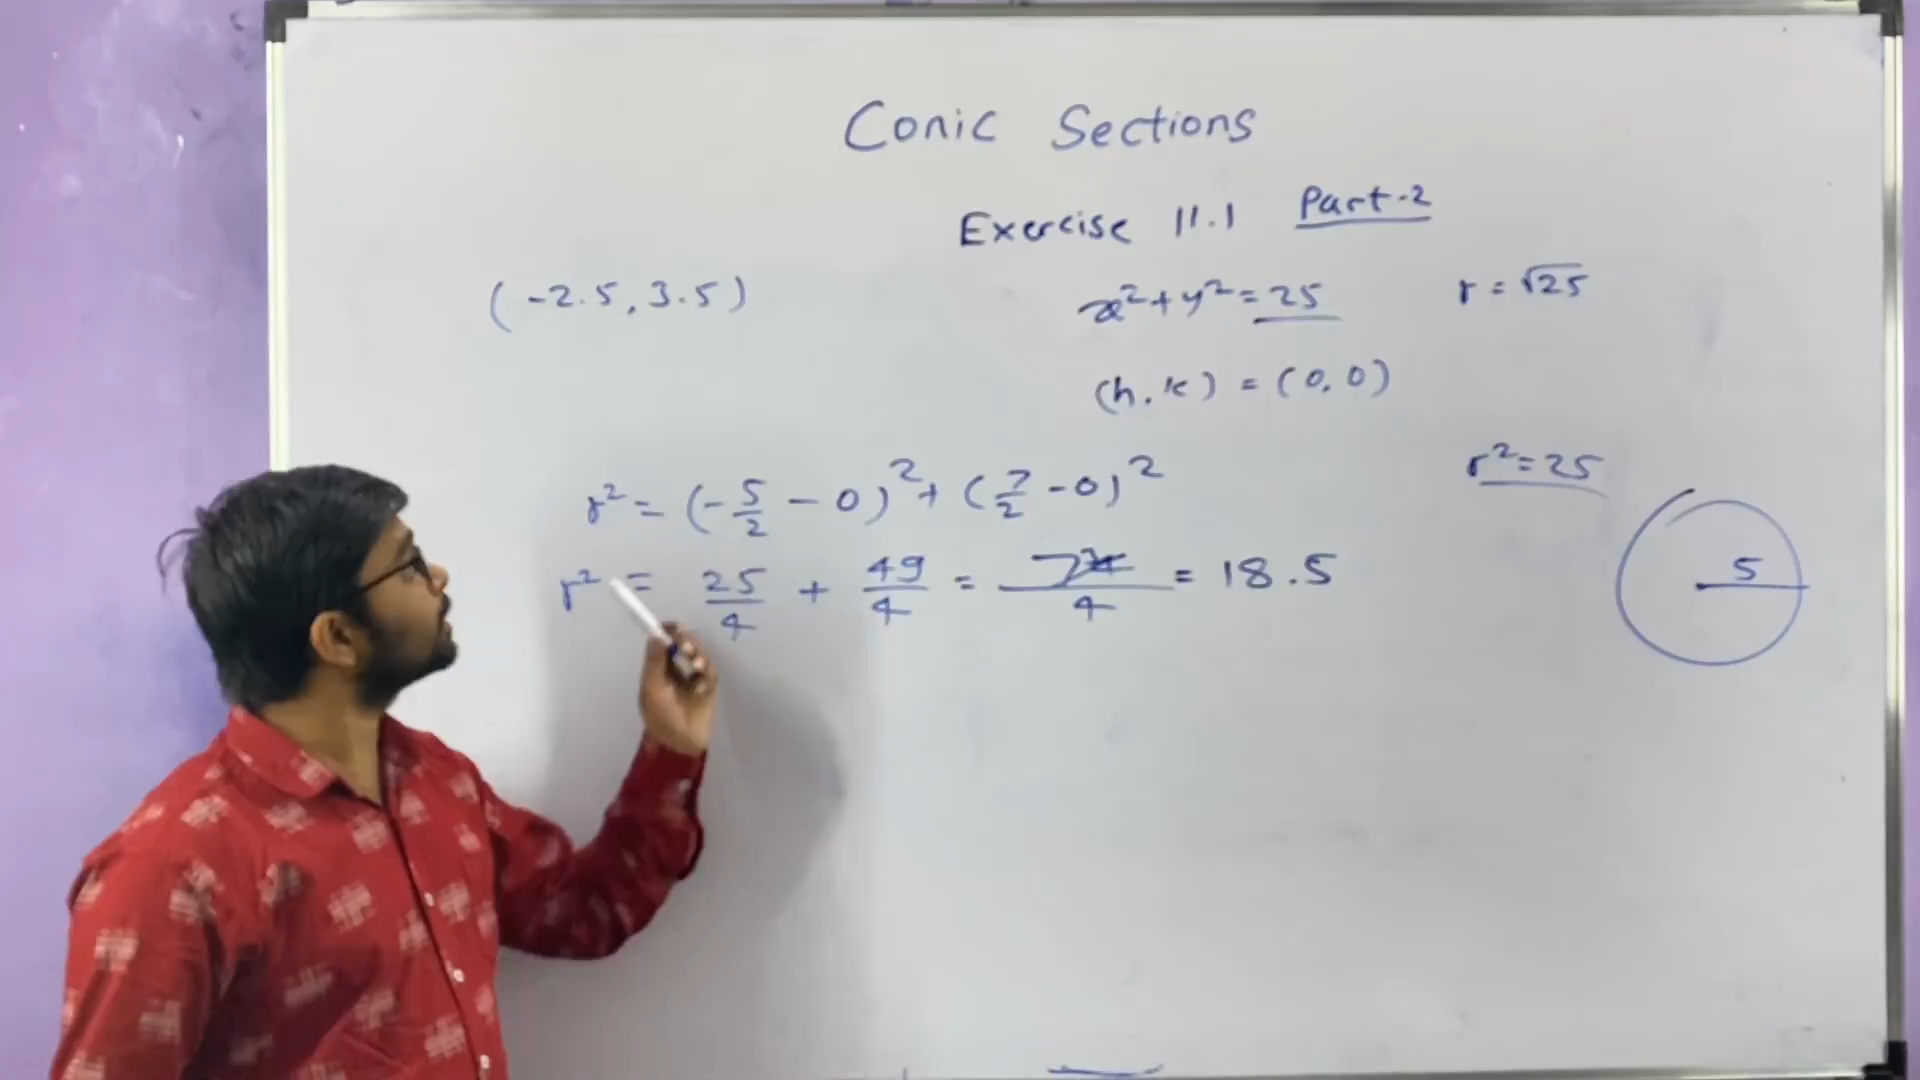 Conic Sections
Exercise 11.1 Part-2
(-2.5, 3.5)
x²+y²=25 r=√25
(h,k) = (0,0)
r²=25
r² = (-5/2 - 0)² + (7/2 - 0)²
r² = 25/4 + 49/4 = 74/4 = 18.5
5